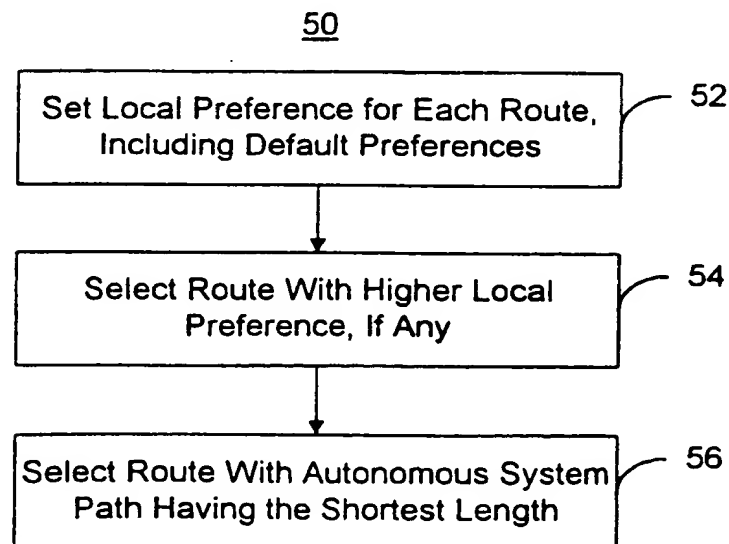 50
Set Local Preference for Each Route,
Including Default Preferences
52
Select Route With Higher Local
Preference, If Any
54
Select Route With Autonomous System
Path Having the Shortest Length
56